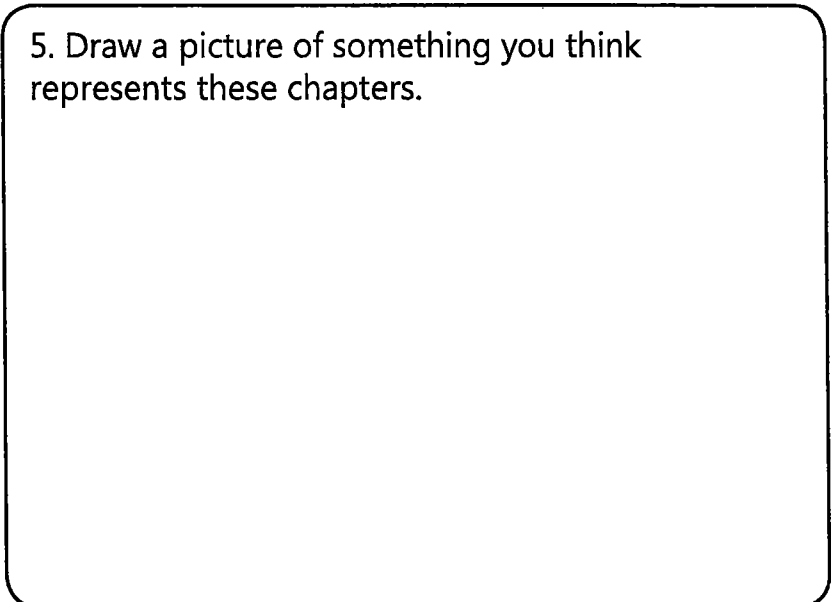 5. Draw a picture of something you think
represents these chapters.